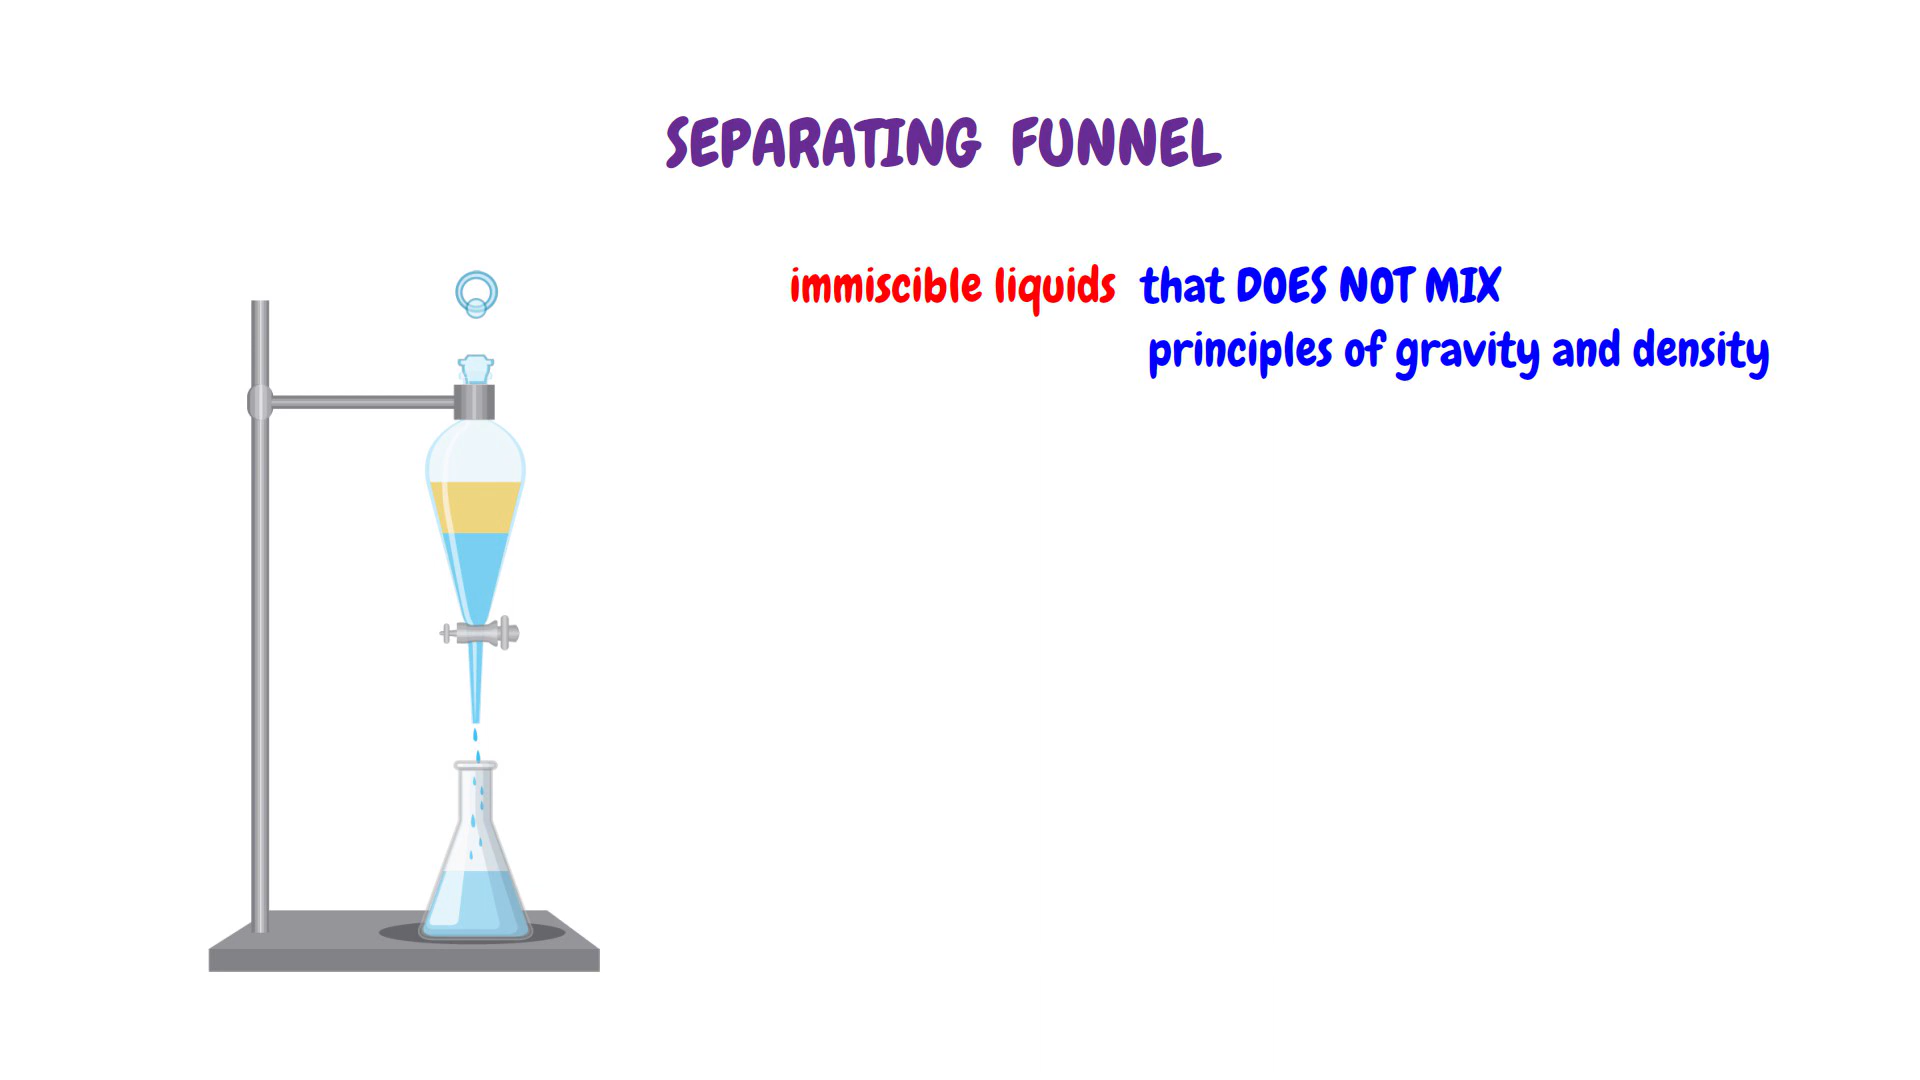 SEPARATING FUNNEL
immiscible liquids that DOES NOT MIX
principles of gravity and density